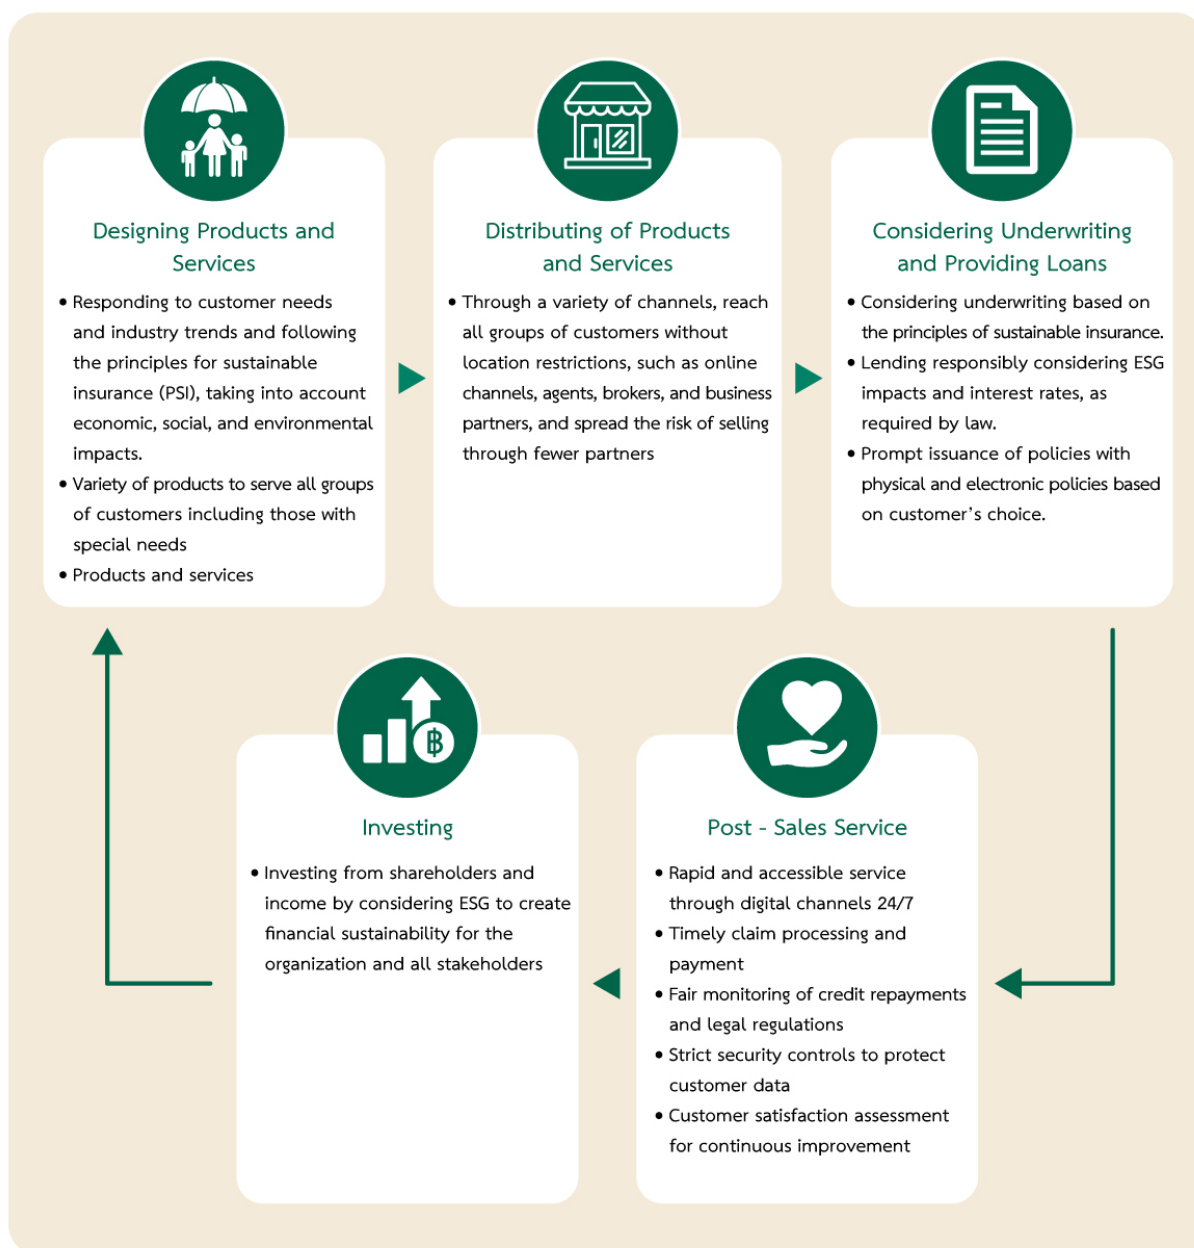 Designing Products and
Services
• Responding to customer needs
and industry trends and following
the principles for sustainable
insurance (PSI), taking into account
economic, social, and environmental
impacts.
• Variety of products to serve all groups
of customers including those with
special needs
• Products and services
Distributing of Products
and Services
• Through a variety of channels, reach
all groups of customers without
location restrictions, such as online
channels, agents, brokers, and business
partners, and spread the risk of selling
through fewer partners
Considering Underwriting
and Providing Loans
• Considering underwriting based on
the principles of sustainable insurance.
• Lending responsibly considering ESG
impacts and interest rates, as
required by law.
• Prompt issuance of policies with
physical and electronic policies based
on customer's choice.
฿
Investing
• Investing from shareholders and
income by considering ESG to create
financial sustainability for the
organization and all stakeholders
Post - Sales Service
• Rapid and accessible service
through digital channels 24/7
• Timely claim processing and
payment
• Fair monitoring of credit repayments
and legal regulations
• Strict security controls to protect
customer data
• Customer satisfaction assessment
for continuous improvement